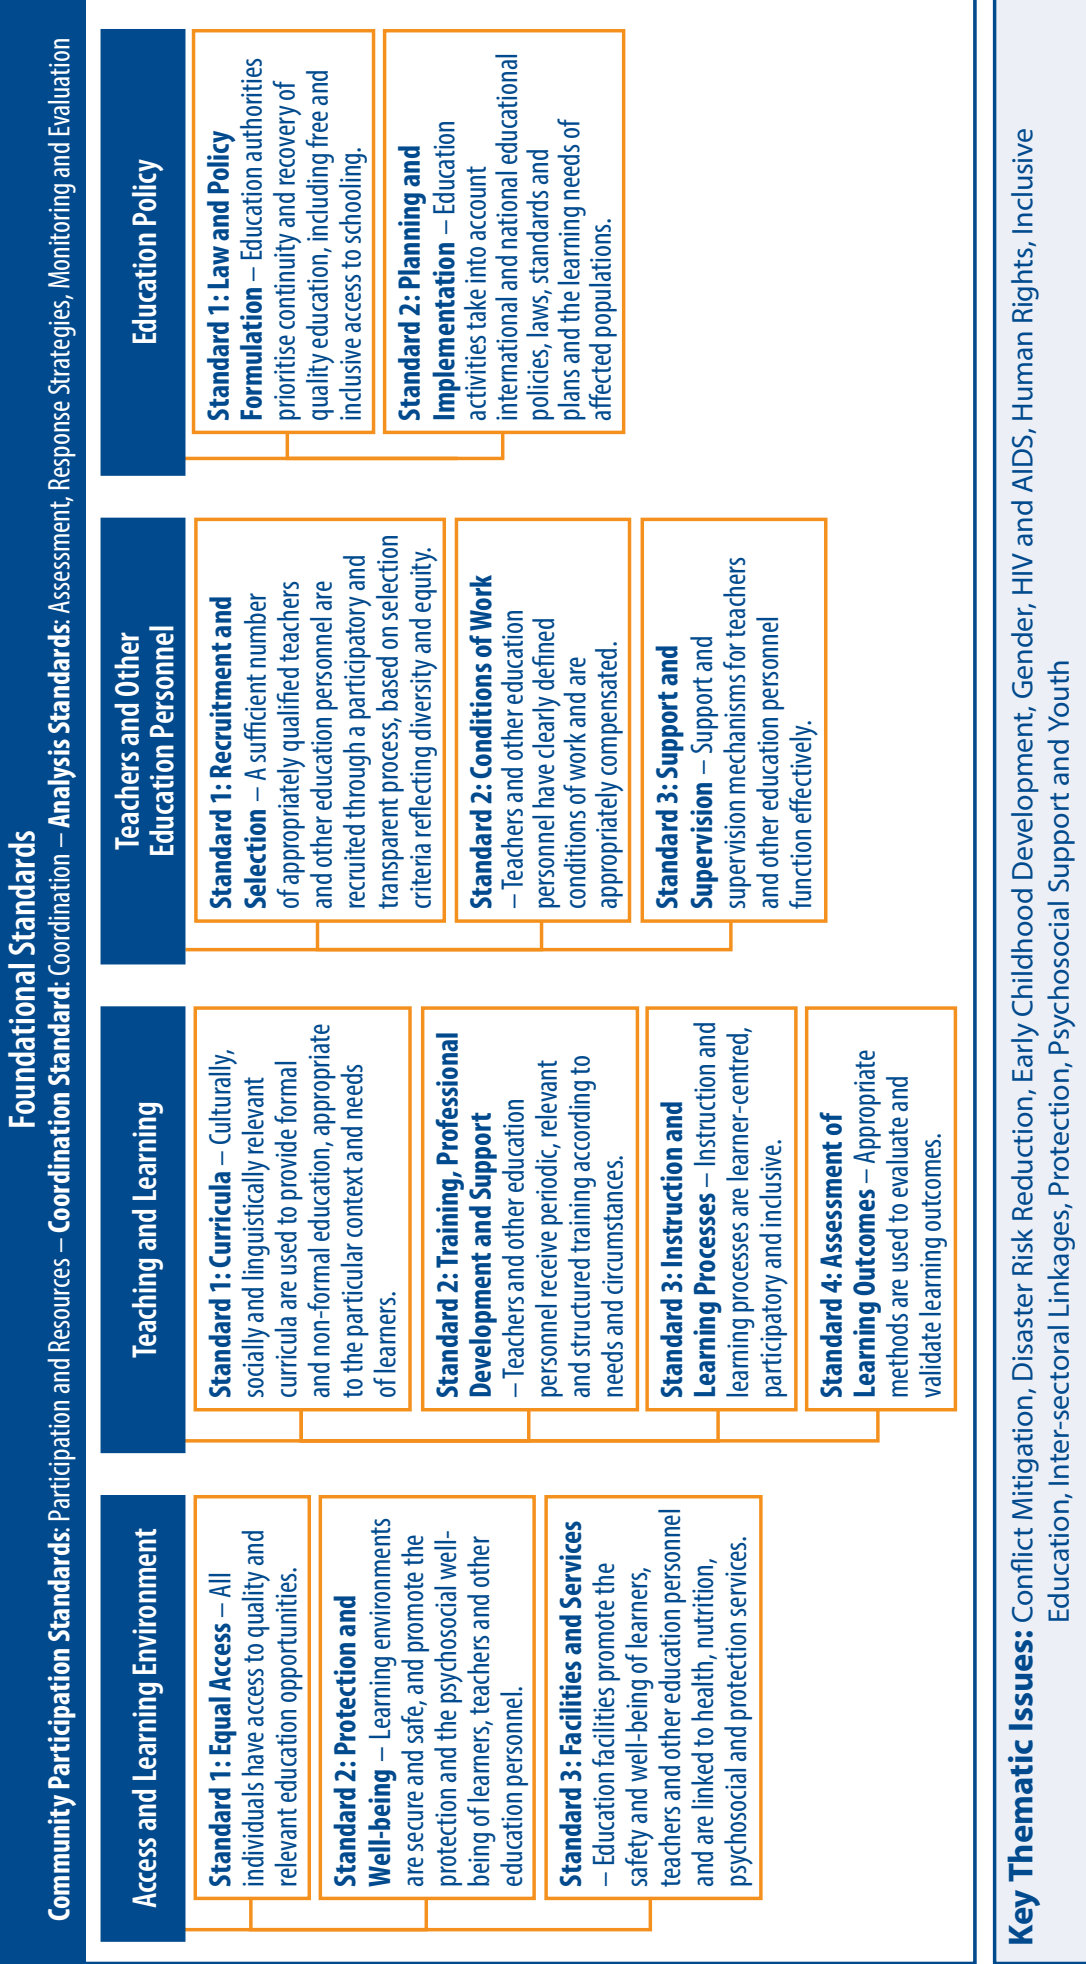 Foundational Standards
Community Participation Standards: Participation and Resources – Coordination Standard: Coordination – Analysis Standards: Assessment, Response Strategies, Monitoring and Evaluation
Access and Learning Environment
Standard 1: Equal Access – All
individuals have access to quality and
relevant education opportunities.
Standard 2: Protection and
Well-being – Learning environments
are secure and safe, and promote the
protection and the psychosocial well-
being of learners, teachers and other
education personnel.
Standard 3: Facilities and Services
– Education facilities promote the
safety and well-being of learners,
teachers and other education personnel
and are linked to health, nutrition,
psychosocial and protection services.
Teaching and Learning
Standard 1: Curricula – Culturally,
socially and linguistically relevant
curricula are used to provide formal
and non-formal education, appropriate
to the particular context and needs
of learners.
Standard 2: Training, Professional
Development and Support
– Teachers and other education
personnel receive periodic, relevant
and structured training according to
needs and circumstances.
Standard 3: Instruction and
Learning Processes – Instruction and
learning processes are learner-centred,
participatory and inclusive.
Standard 4: Assessment of
Learning Outcomes – Appropriate
methods are used to evaluate and
validate learning outcomes.
Teachers and Other
Education Personnel
Standard 1: Recruitment and
Selection – A sufficient number
of appropriately qualified teachers
and other education personnel are
recruited through a participatory and
transparent process, based on selection
criteria reflecting diversity and equity.
Standard 2: Conditions of Work
– Teachers and other education
personnel have clearly defined
conditions of work and are
appropriately compensated.
Standard 3: Support and
Supervision – Support and
supervision mechanisms for teachers
and other education personnel
function effectively.
Education Policy
Standard 1: Law and Policy
Formulation – Education authorities
prioritise continuity and recovery of
quality education, including free and
inclusive access to schooling.
Standard 2: Planning and
Implementation – Education
activities take into account
international and national educational
policies, laws, standards and
plans and the learning needs of
affected populations.
Key Thematic Issues: Conflict Mitigation, Disaster Risk Reduction, Early Childhood Development, Gender, HIV and AIDS, Human Rights, Inclusive
Education, Inter-sectoral Linkages, Protection, Psychosocial Support and Youth